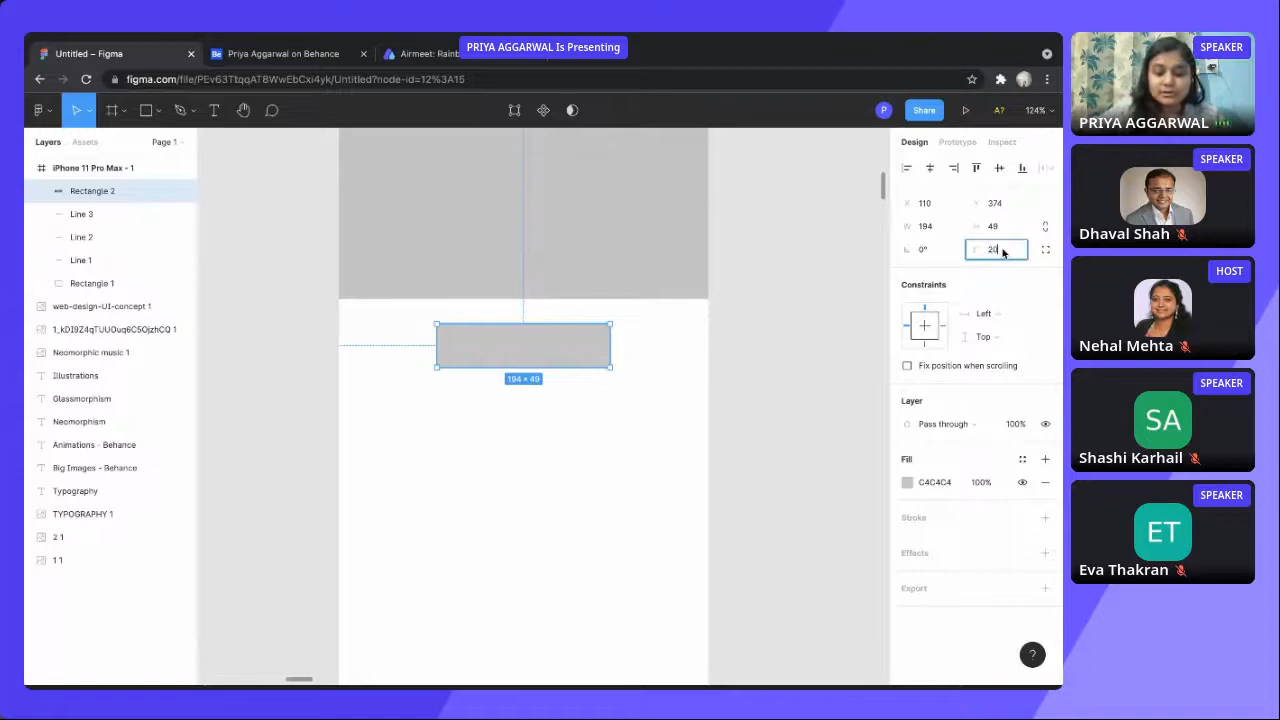 PRIYA AGGARWAL Is Presenting
Untitled – Figma
Priya Aggarwal on Behance
Airmeet: Rainb
figma.com/file/PEv63TtqqAT8WwEbCxi4yk/Untitled?node-id=12%3A15
P
Share
A?
124%
Layers
Assets
Page 1
Design
Prototype
Inspect
iPhone 11 Pro Max - 1
Rectangle 2
Line 3
Line 2
Line 1
Rectangle 1
web-design-UI-concept 1
Neomorphic music 1
Illustrations
Glassmorphism
Neomorphism
Animations - Behance
Big Images - Behance
Typography
TYPOGRAPHY 1
2 1
1 1
194 × 49
X 110
Y 374
W 194
H 49
0°
20
Constraints
Left
Top
Fix position when scrolling
Layer
Pass through
100%
Fill
C4C4C4
100%
Stroke
Effects
Export
?
SPEAKER
PRIYA AGGARWAL
SPEAKER
Dhaval Shah
HOST
Nehal Mehta
SPEAKER
SA
Shashi Karhail
SPEAKER
ET
Eva Thakran